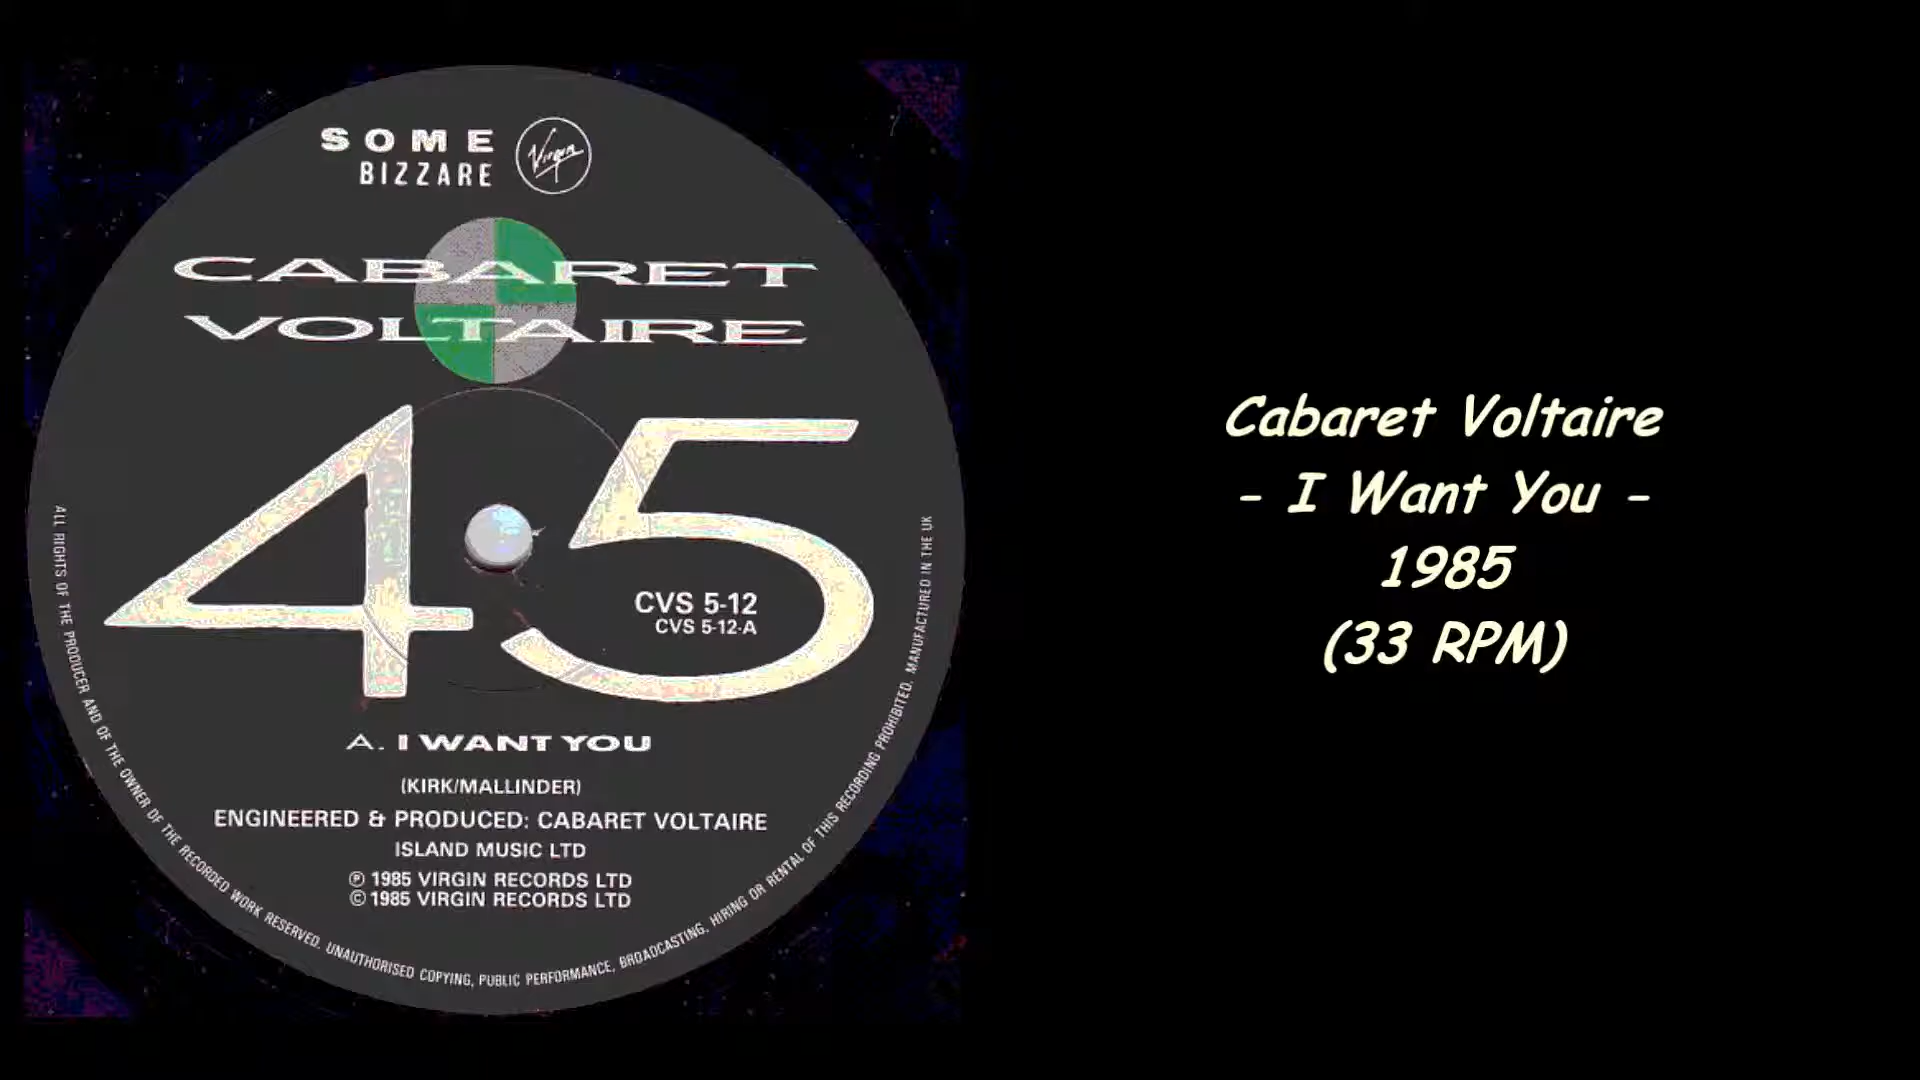 SOME
BIZZARE
Virgin
CABARET
VOLTAIRE
45
CVS 5-12
CVS 5-12-A
A. I WANT YOU
(KIRK/MALLINDER)
ENGINEERED & PRODUCED: CABARET VOLTAIRE
ISLAND MUSIC LTD
Ⓟ 1985 VIRGIN RECORDS LTD
© 1985 VIRGIN RECORDS LTD
ALL RIGHTS OF THE PRODUCER AND OF THE OWNER OF THE RECORDED WORK RESERVED. UNAUTHORISED COPYING, PUBLIC PERFORMANCE, BROADCASTING, HIRING OR RENTAL OF THIS RECORDING PROHIBITED. MANUFACTURED IN THE UK
Cabaret Voltaire
- I Want You -
1985
(33 RPM)